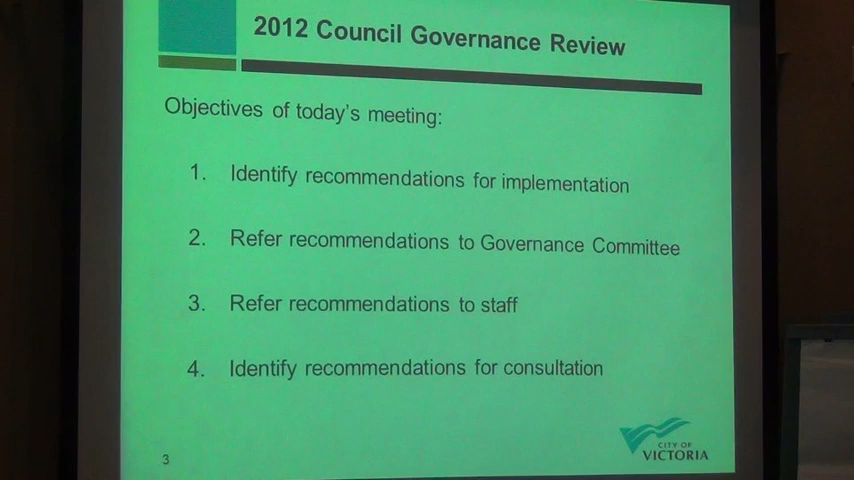 2012 Council Governance Review
Objectives of today's meeting:
1. Identify recommendations for implementation
2. Refer recommendations to Governance Committee
3. Refer recommendations to staff
4. Identify recommendations for consultation
3
CITY OF
VICTORIA